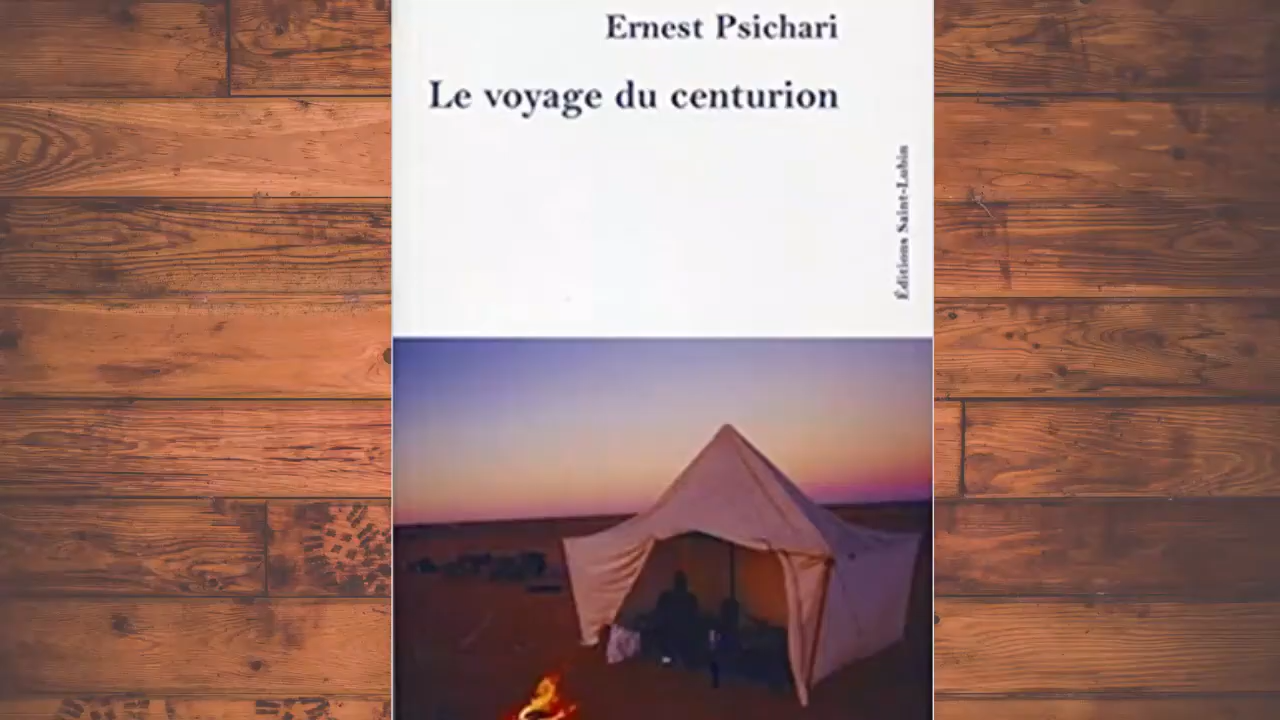 Ernest Psichari
Le voyage du centurion
Éditions Saint-Lubin